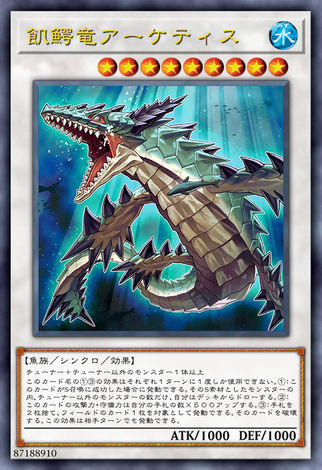 飢鰐竜アーケティス
水
【魚族／シンクロ／効果】
チューナー＋チューナー以外のモンスター１体以上
このカード名の①③の効果はそれぞれ１ターンに１度しか使用できない。①：こ
のカードがS召喚に成功した場合に発動できる。そのS素材としたモンスターの
内、チューナー以外のモンスターの数だけ、自分はデッキからドローする。②：
このカードの攻撃力・守備力は自分の手札の数×５００アップする。③：手札を
２枚捨て、フィールドのカード１枚を対象として発動できる。そのカードを破壊
する。この効果は相手ターンでも発動できる。
ATK/1000 DEF/1000
87188910